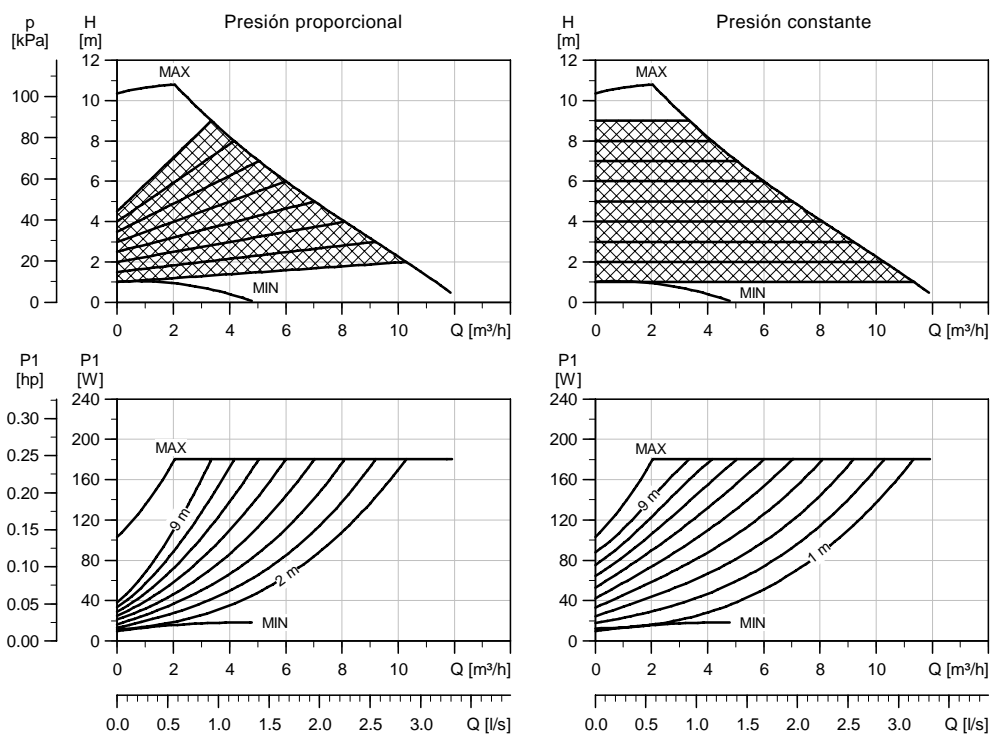 p H Presión proporcional
[kPa] [m]
12
MAX
100 10
80 8
60 6
40 4
20 2
MIN
0 0
0 2 4 6 8 10 Q [m³/h]
H Presión constante
[m]
12
MAX
10
8
6
4
2
MIN
0
0 2 4 6 8 10 Q [m³/h]
P1 P1
[hp] [W]
240
0.30
200
MAX
0.25
160
0.20
9 m
0.15 120
0.10 80
2 m
0.05 40
MIN
0.00 0
0 2 4 6 8 10 Q [m³/h]
0.0 0.5 1.0 1.5 2.0 2.5 3.0 Q [l/s]
P1
[W]
240
200
MAX
160
9 m
120
80
1 m
40
MIN
0
0 2 4 6 8 10 Q [m³/h]
0.0 0.5 1.0 1.5 2.0 2.5 3.0 Q [l/s]